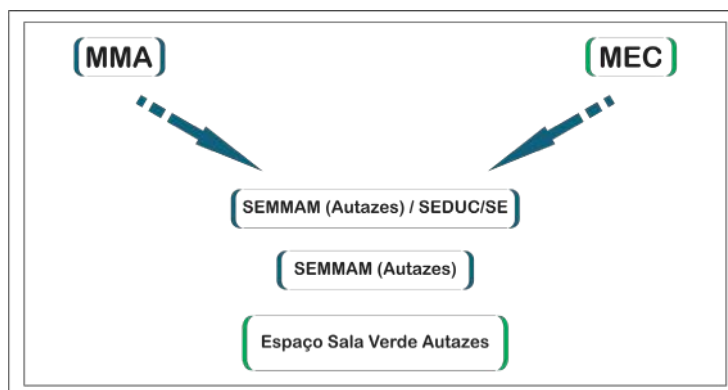 MMA
MEC
SEMMAM (Autazes) / SEDUC/SE
SEMMAM (Autazes)
Espaço Sala Verde Autazes